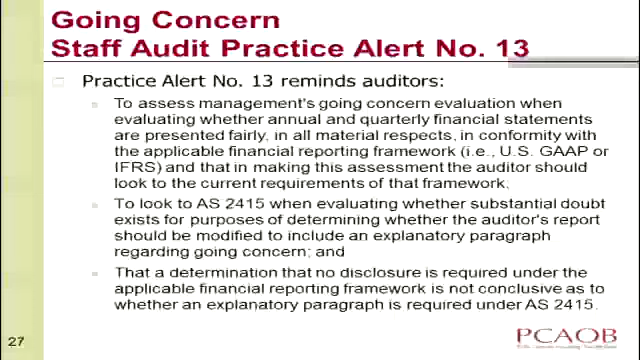 Going Concern
Staff Audit Practice Alert No. 13
Practice Alert No. 13 reminds auditors:
To assess management's going concern evaluation when
evaluating whether annual and quarterly financial statements
are presented fairly, in all material respects, in conformity with
the applicable financial reporting framework (i.e., U.S. GAAP or
IFRS) and that in making this assessment the auditor should
look to the current requirements of that framework;
To look to AS 2415 when evaluating whether substantial doubt
exists for purposes of determining whether the auditor's report
should be modified to include an explanatory paragraph
regarding going concern; and
That a determination that no disclosure is required under the
applicable financial reporting framework is not conclusive as to
whether an explanatory paragraph is required under AS 2415.
27
PCAOB